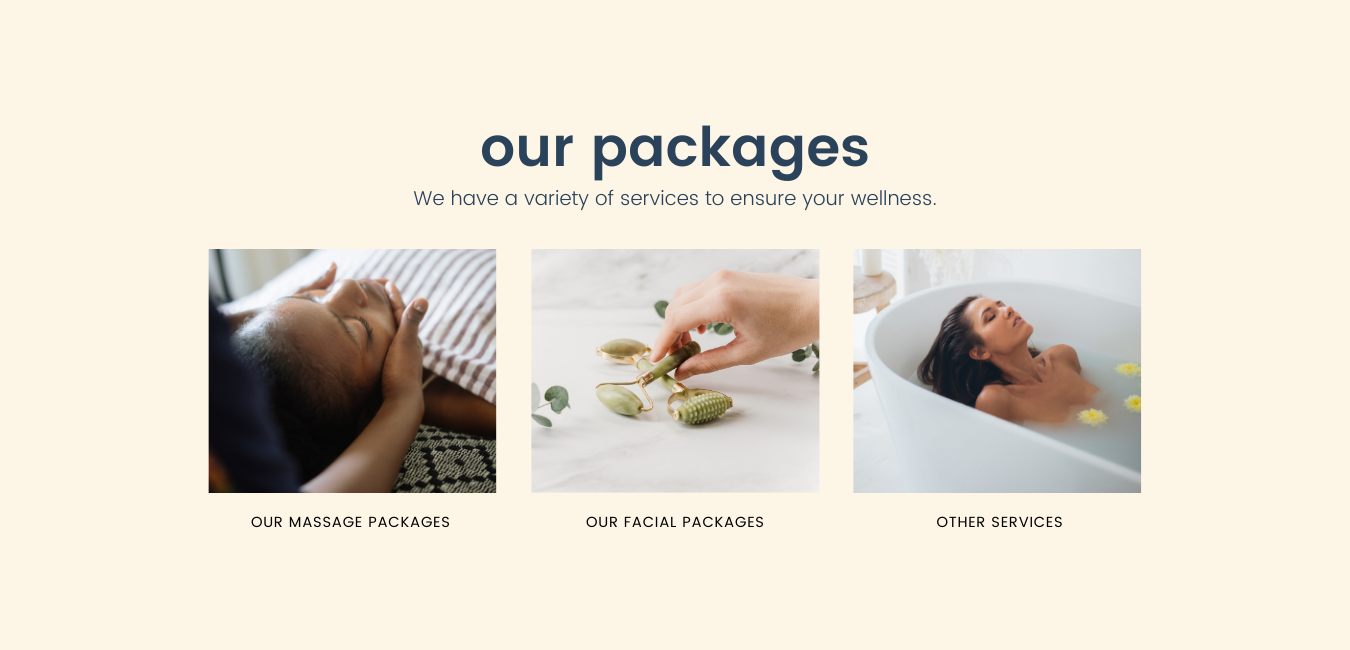 our packages
We have a variety of services to ensure your wellness.
OUR MASSAGE PACKAGES
OUR FACIAL PACKAGES
OTHER SERVICES